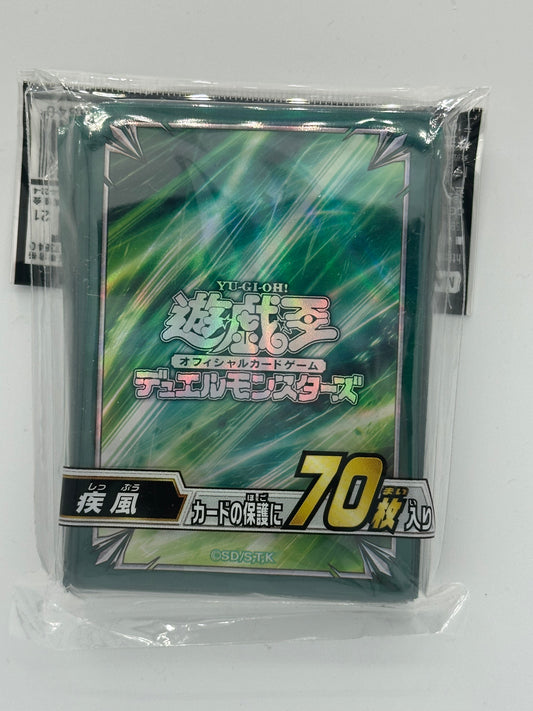 YU-GI-OH!
遊戯王
オフィシャルカードゲーム
デュエルモンスターズ
しっ ぷう
疾風
ほご
カードの保護に
まい
70枚入り
©SD/S,T,K
21